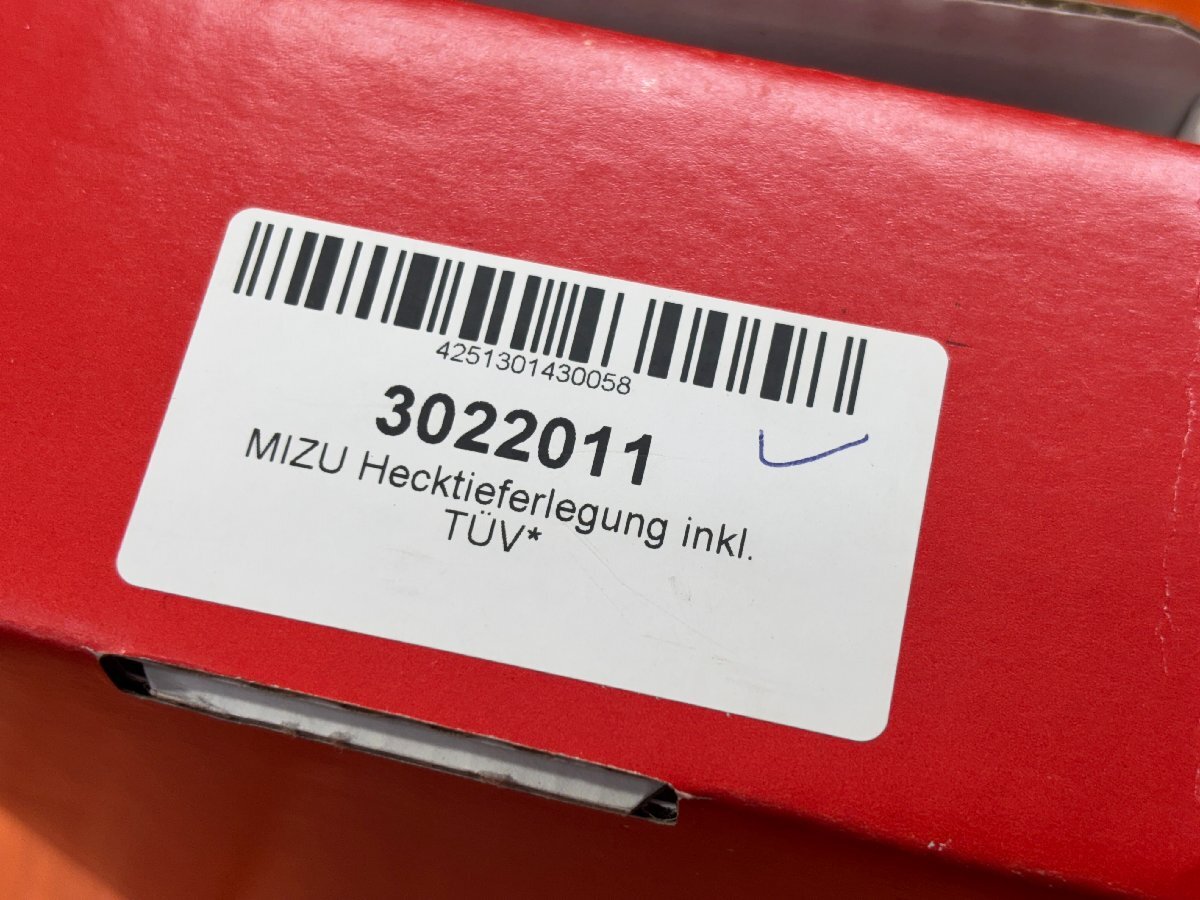 4251301430058
3022011
MIZU Hecktieferlegung inkl.
TÜV*